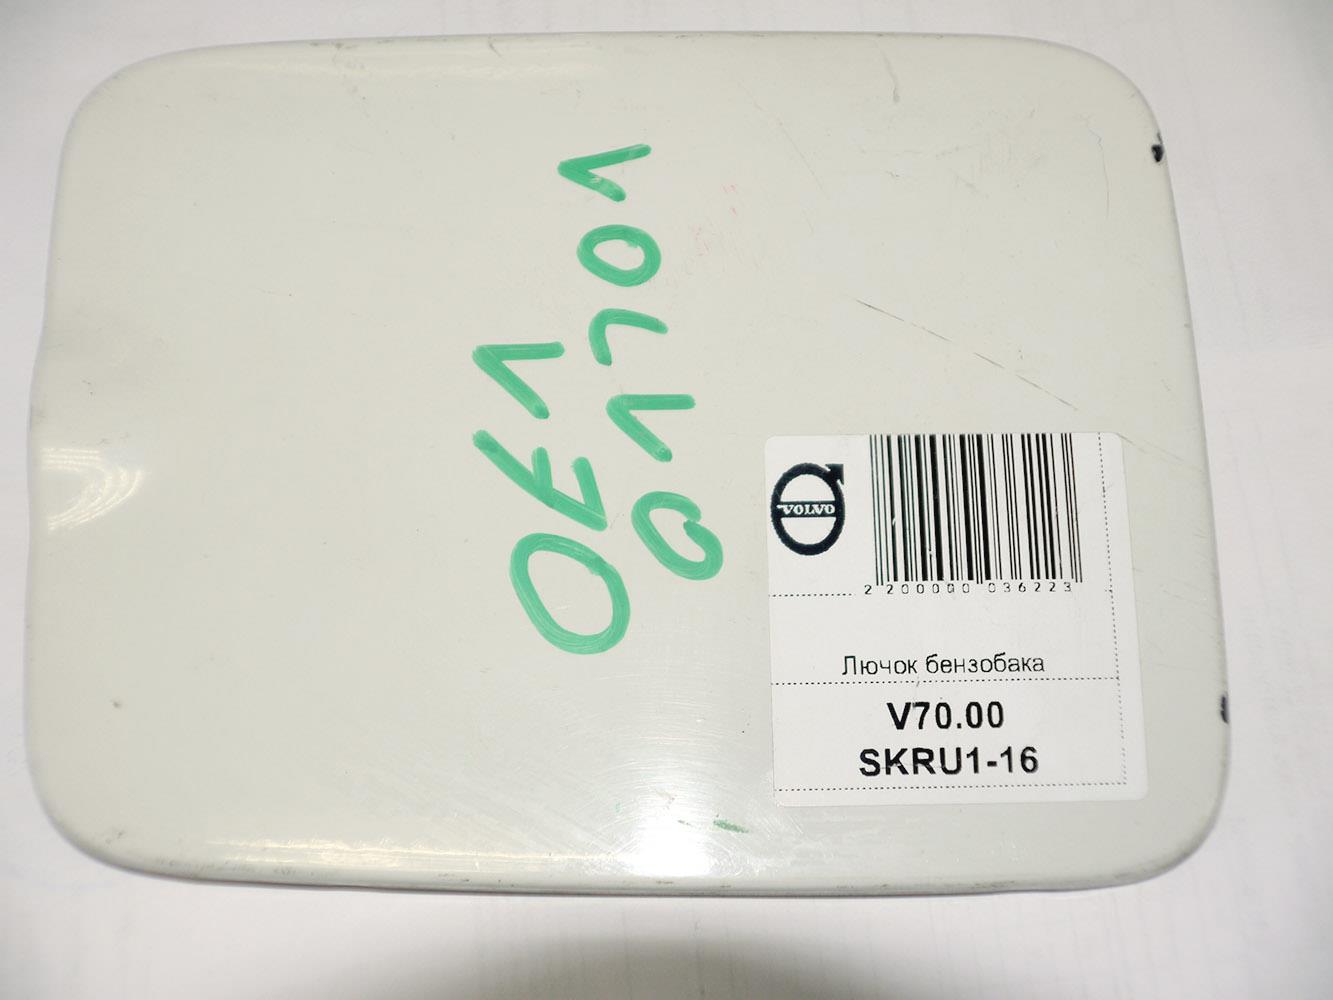 VOLVO
V70
VOLVO
2 200000 036223
Лючок бензобака
V70.00
SKRU1-16